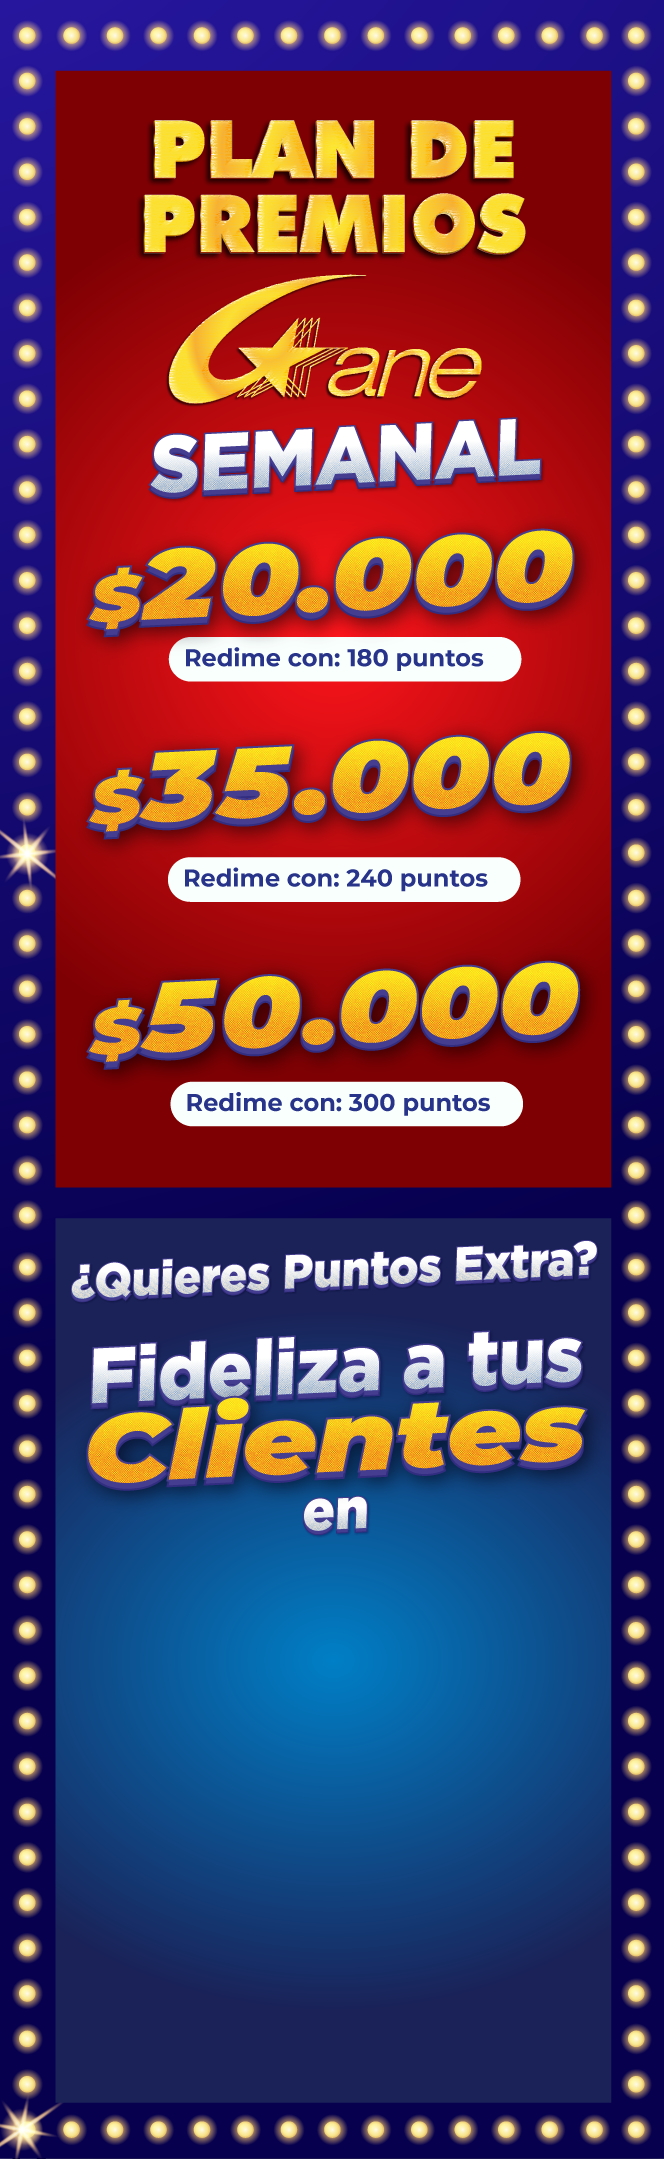 PLAN DE
PREMIOS
Gane
SEMANAL
$20.000
Redime con: 180 puntos
$35.000
Redime con: 240 puntos
$50.000
Redime con: 300 puntos
¿Quieres Puntos Extra?
Fideliza a tus
Clientes
en